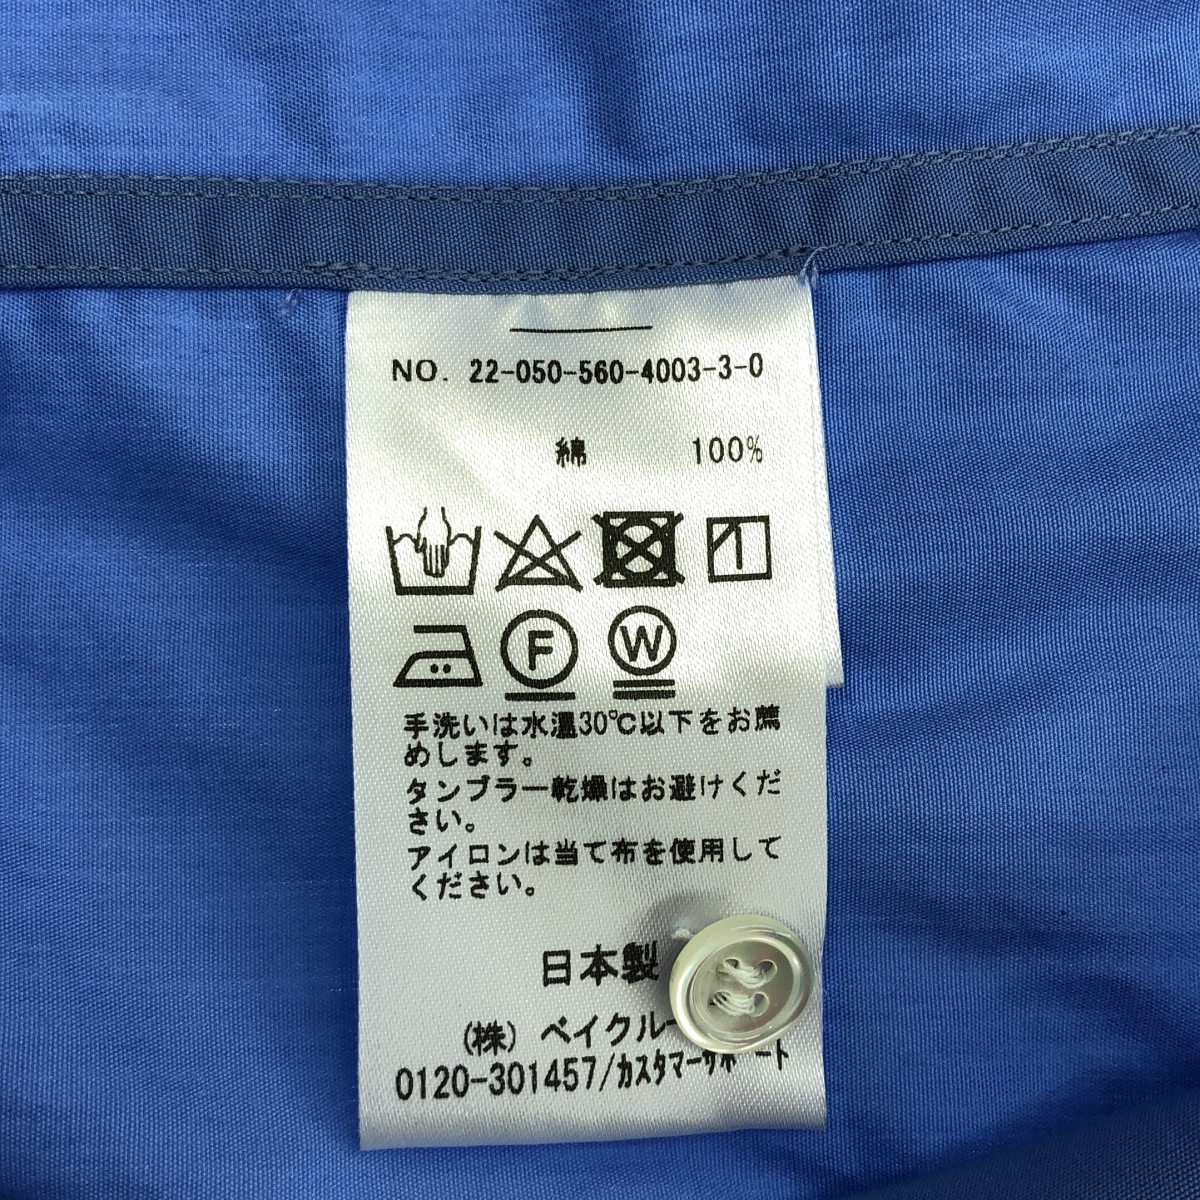 NO. 22-050-560-4003-3-0
綿 100%
F W
手洗いは水温30℃以下をお薦
めします。
タンブラー乾燥はお避けくだ
さい。
アイロンは当て布を使用して
ください。
日本製
(株) ベイクルー
0120-301457/カスタマーサポート